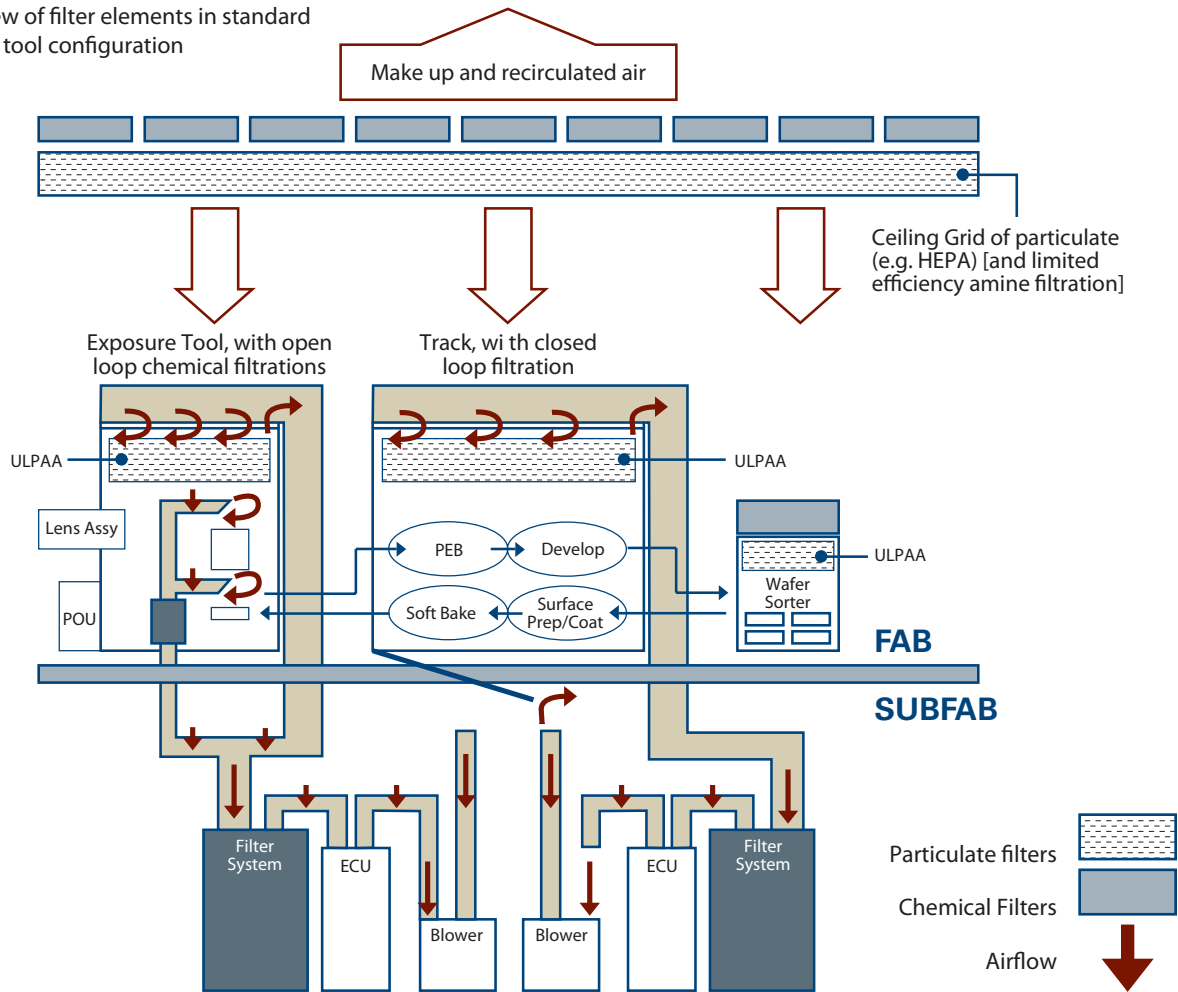 ew of filter elements in standard
tool configuration
Make up and recirculated air
Ceiling Grid of particulate
(e.g. HEPA) [and limited
efficiency amine filtration]
Exposure Tool, with open
loop chemical filtrations
Track, wi th closed
loop filtration
ULPAA
ULPAA
Lens Assy
PEB
Develop
ULPAA
POU
Soft Bake
Surface
Prep/Coat
Wafer
Sorter
FAB
SUBFAB
Filter
System
ECU
Blower
Blower
ECU
Filter
System
Particulate filters
Chemical Filters
Airflow